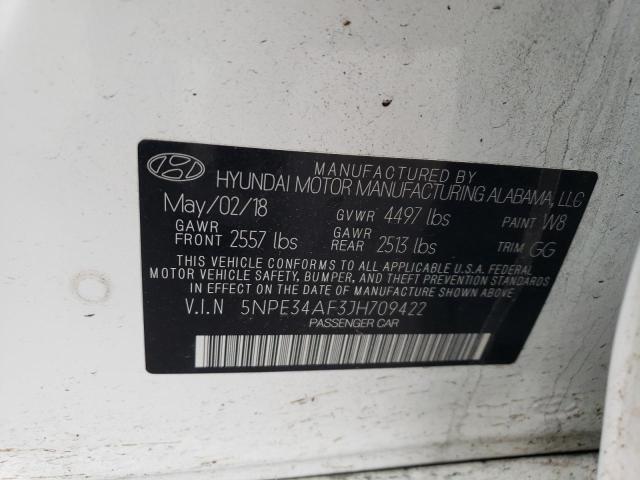 MANUFACTURED BY
HYUNDAI MOTOR MANUFACTURING ALABAMA, LLC
May/02/18 GVWR 4497 lbs PAINT W8
GAWR FRONT 2557 lbs GAWR REAR 2513 lbs TRIM GG
THIS VEHICLE CONFORMS TO ALL APPLICABLE U.S.A. FEDERAL
MOTOR VEHICLE SAFETY, BUMPER, AND THEFT PREVENTION STANDARDS
IN EFFECT ON THE DATE OF MANUFACTURE SHOWN ABOVE.
V.I.N 5NPE34AF3JH709422
PASSENGER CAR